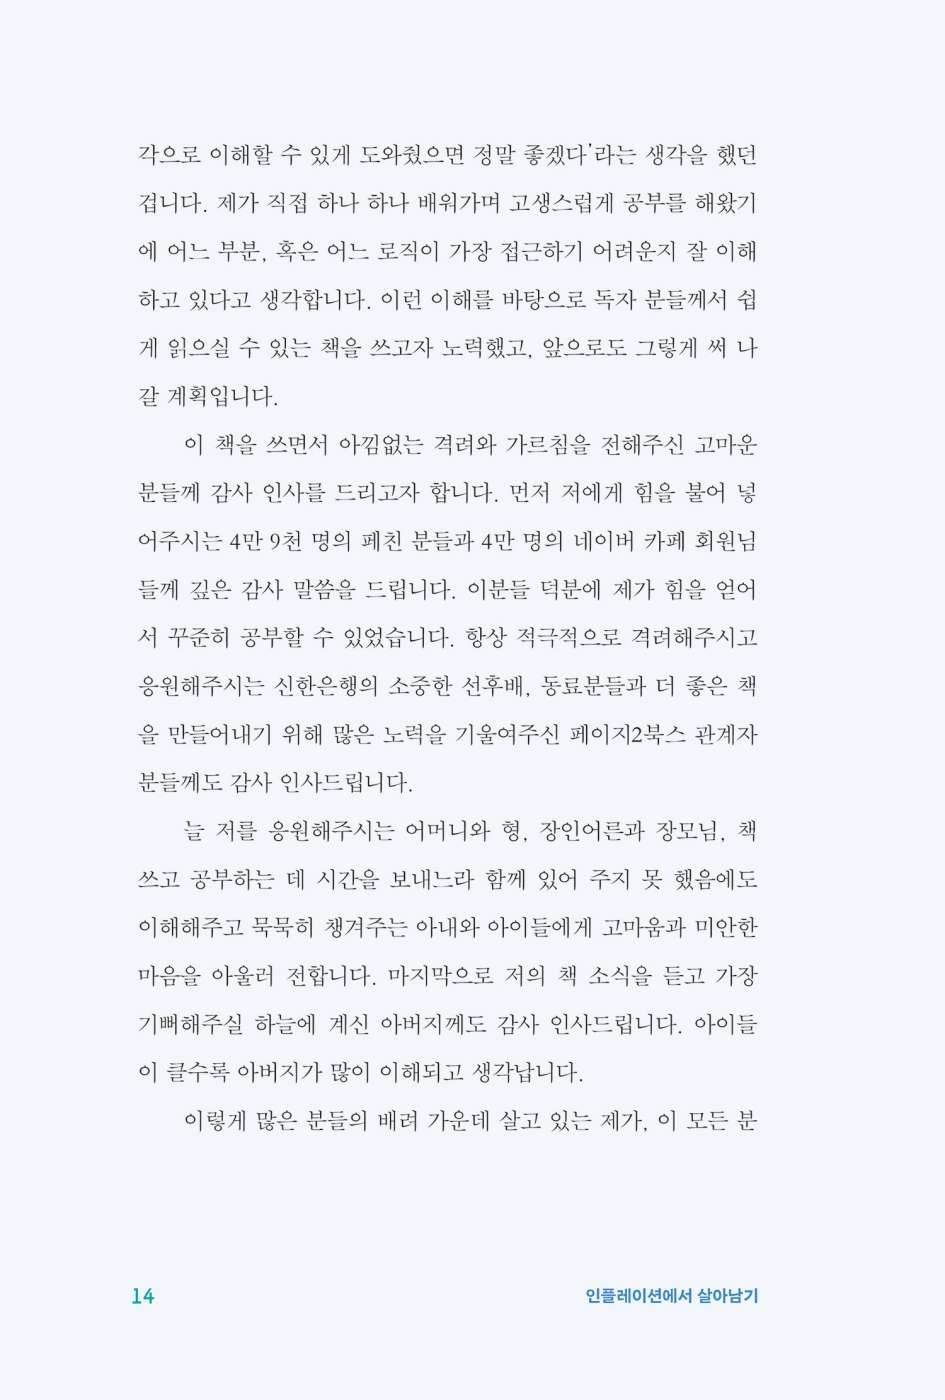 각으로 이해할 수 있게 도와줬으면 정말 좋겠다’라는 생각을 했던
겁니다. 제가 직접 하나 하나 배워가며 고생스럽게 공부를 해왔기
에 어느 부분, 혹은 어느 로직이 가장 접근하기 어려운지 잘 이해
하고 있다고 생각합니다. 이런 이해를 바탕으로 독자 분들께서 쉽
게 읽으실 수 있는 책을 쓰고자 노력했고, 앞으로도 그렇게 써 나
갈 계획입니다.
이 책을 쓰면서 아낌없는 격려와 가르침을 전해주신 고마운
분들께 감사 인사를 드리고자 합니다. 먼저 저에게 힘을 불어 넣
어주시는 4만 9천 명의 페친 분들과 4만 명의 네이버 카페 회원님
들께 깊은 감사 말씀을 드립니다. 이분들 덕분에 제가 힘을 얻어
서 꾸준히 공부할 수 있었습니다. 항상 적극적으로 격려해주시고
응원해주시는 신한은행의 소중한 선후배, 동료분들과 더 좋은 책
을 만들어내기 위해 많은 노력을 기울여주신 페이지2북스 관계자
분들께도 감사 인사드립니다.
늘 저를 응원해주시는 어머니와 형, 장인어른과 장모님, 책
쓰고 공부하는 데 시간을 보내느라 함께 있어 주지 못 했음에도
이해해주고 묵묵히 챙겨주는 아내와 아이들에게 고마움과 미안한
마음을 아울러 전합니다. 마지막으로 저의 책 소식을 듣고 가장
기뻐해주실 하늘에 계신 아버지께도 감사 인사드립니다. 아이들
이 클수록 아버지가 많이 이해되고 생각납니다.
이렇게 많은 분들의 배려 가운데 살고 있는 제가, 이 모든 분
14
인플레이션에서 살아남기